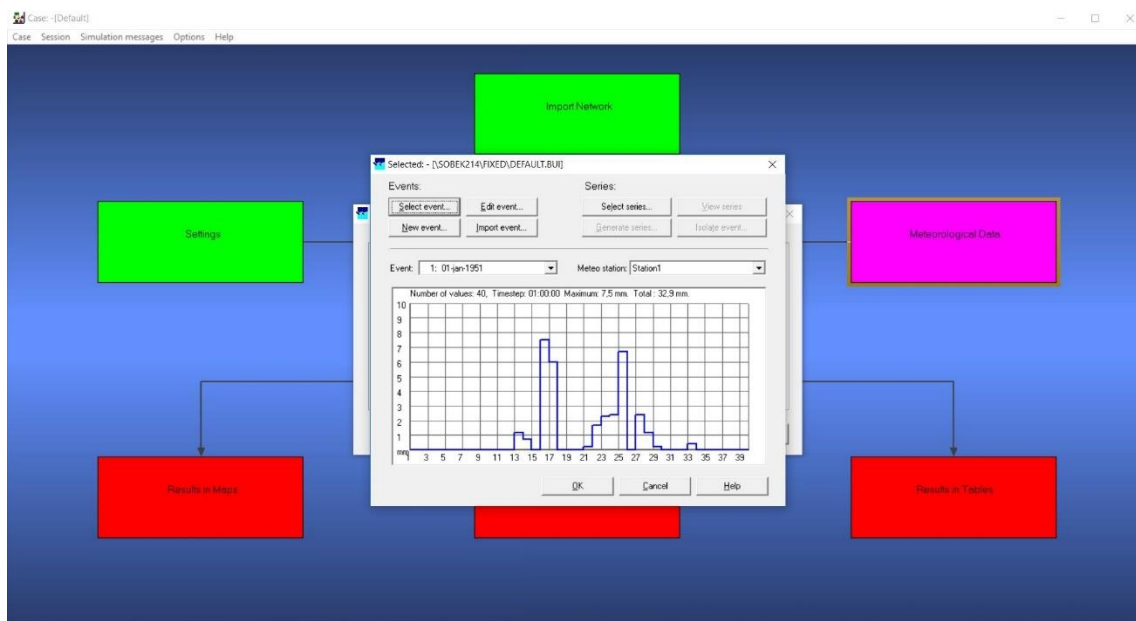 Case: -[Default]
Case Session Simulation messages Options Help
Import Network
Selected: - [\SOBEK214\FIXED\DEFAULT.BUI]
Events: Series:
Select event... Edit event... Select series... View series
New event... Import event... Generate series... Isolate event...
Settings
Meteorological Data
Event: 1: 01-jan-1951 Meteo station: Station1
Number of values: 40, Timestep: 01:00:00 Maximum: 7,5 mm. Total : 32,9 mm.
10
9
8
7
6
5
4
3
2
1
mm
1 3 5 7 9 11 13 15 17 19 21 23 25 27 29 31 33 35 37 39
OK Cancel Help
Results in Maps
Results in Tables